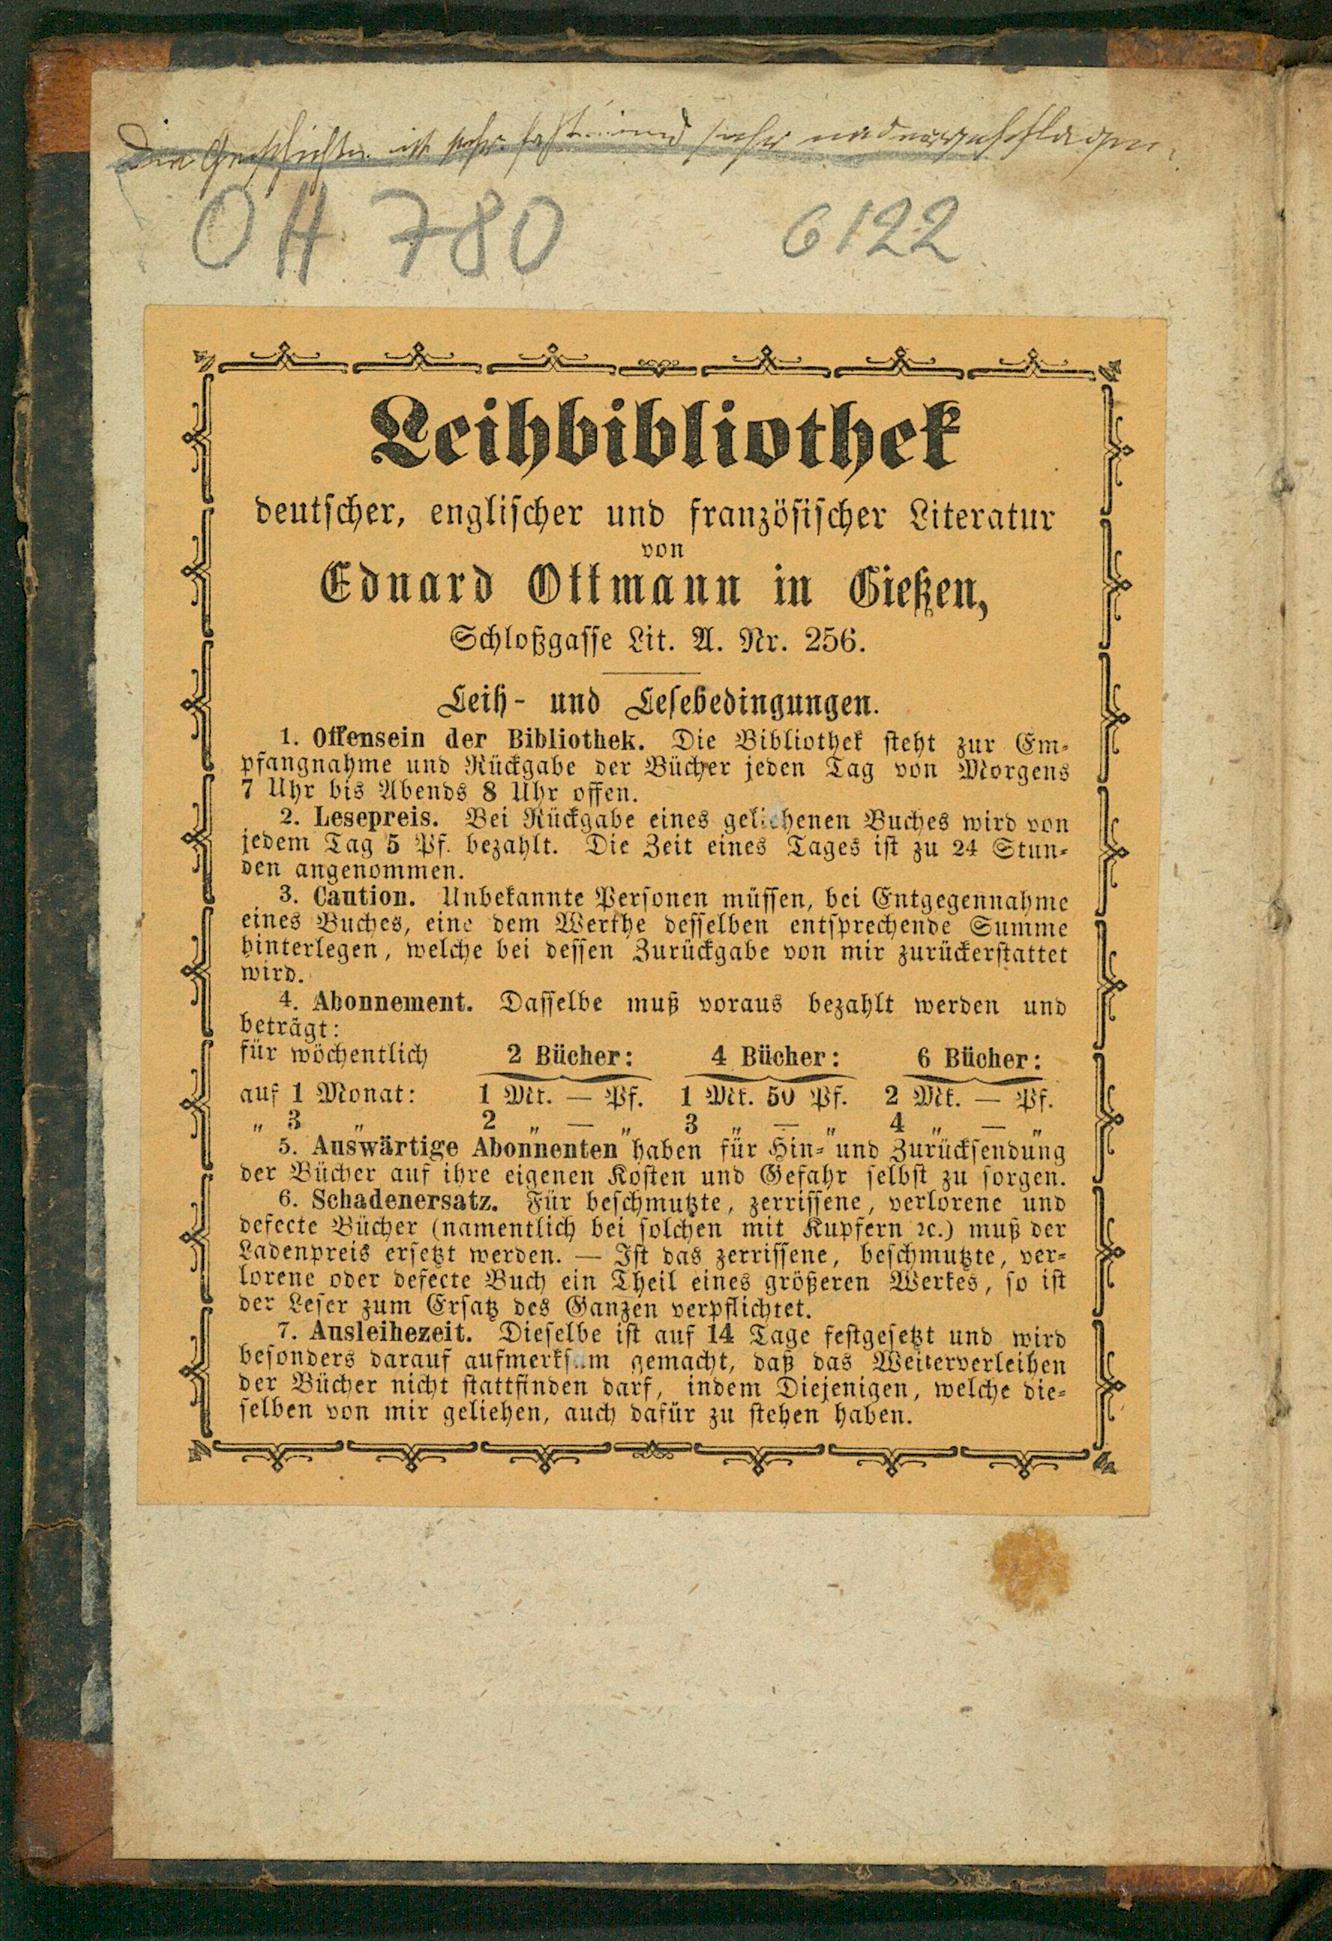 Die Geschichte ist sehr fast und sehr
OH 780 6122
Leihbibliothek
deutscher, englischer und französischer Literatur
von
Eduard Ottmann in Gießen,
Schloßgasse Lit. A. Nr. 256.
Leih- und Lesebedingungen.
1. Offensein der Bibliothek. Die Bibliothek steht zur Em-
pfangnahme und Rückgabe der Bücher jeden Tag von Morgens
7 Uhr bis Abends 8 Uhr offen.
2. Lesepreis. Bei Rückgabe eines geliehenen Buches wird von
jedem Tag 5 Pf. bezahlt. Die Zeit eines Tages ist zu 24 Stun-
den angenommen.
3. Caution. Unbekannte Personen müssen, bei Entgegennahme
eines Buches, eine dem Werthe desselben entsprechende Summe
hinterlegen, welche bei dessen Zurückgabe von mir zurückerstattet
wird.
4. Abonnement. Dasselbe muß voraus bezahlt werden und
beträgt:
für wöchentlich 2 Bücher: 4 Bücher: 6 Bücher:
auf 1 Monat: 1 Mk. — Pf. 1 Mk. 50 Pf. 2 Mk. — Pf.
„ 3 „ 2 „ — „ 3 „ — „ 4 „ — „
5. Auswärtige Abonnenten haben für Hin- und Zurücksendung
der Bücher auf ihre eigenen Kosten und Gefahr selbst zu sorgen.
6. Schadenersatz. Für beschmutzte, zerrissene, verlorene und
defecte Bücher (namentlich bei solchen mit Kupfern ꝛc.) muß der
Ladenpreis ersetzt werden. — Ist das zerrissene, beschmutzte, ver-
lorene oder defecte Buch ein Theil eines größeren Werkes, so ist
der Leser zum Ersatz des Ganzen verpflichtet.
7. Ausleihezeit. Dieselbe ist auf 14 Tage festgesetzt und wird
besonders darauf aufmerksam gemacht, daß das Weiterverleihen
der Bücher nicht stattfinden darf, indem Diejenigen, welche die-
selben von mir geliehen, auch dafür zu stehen haben.